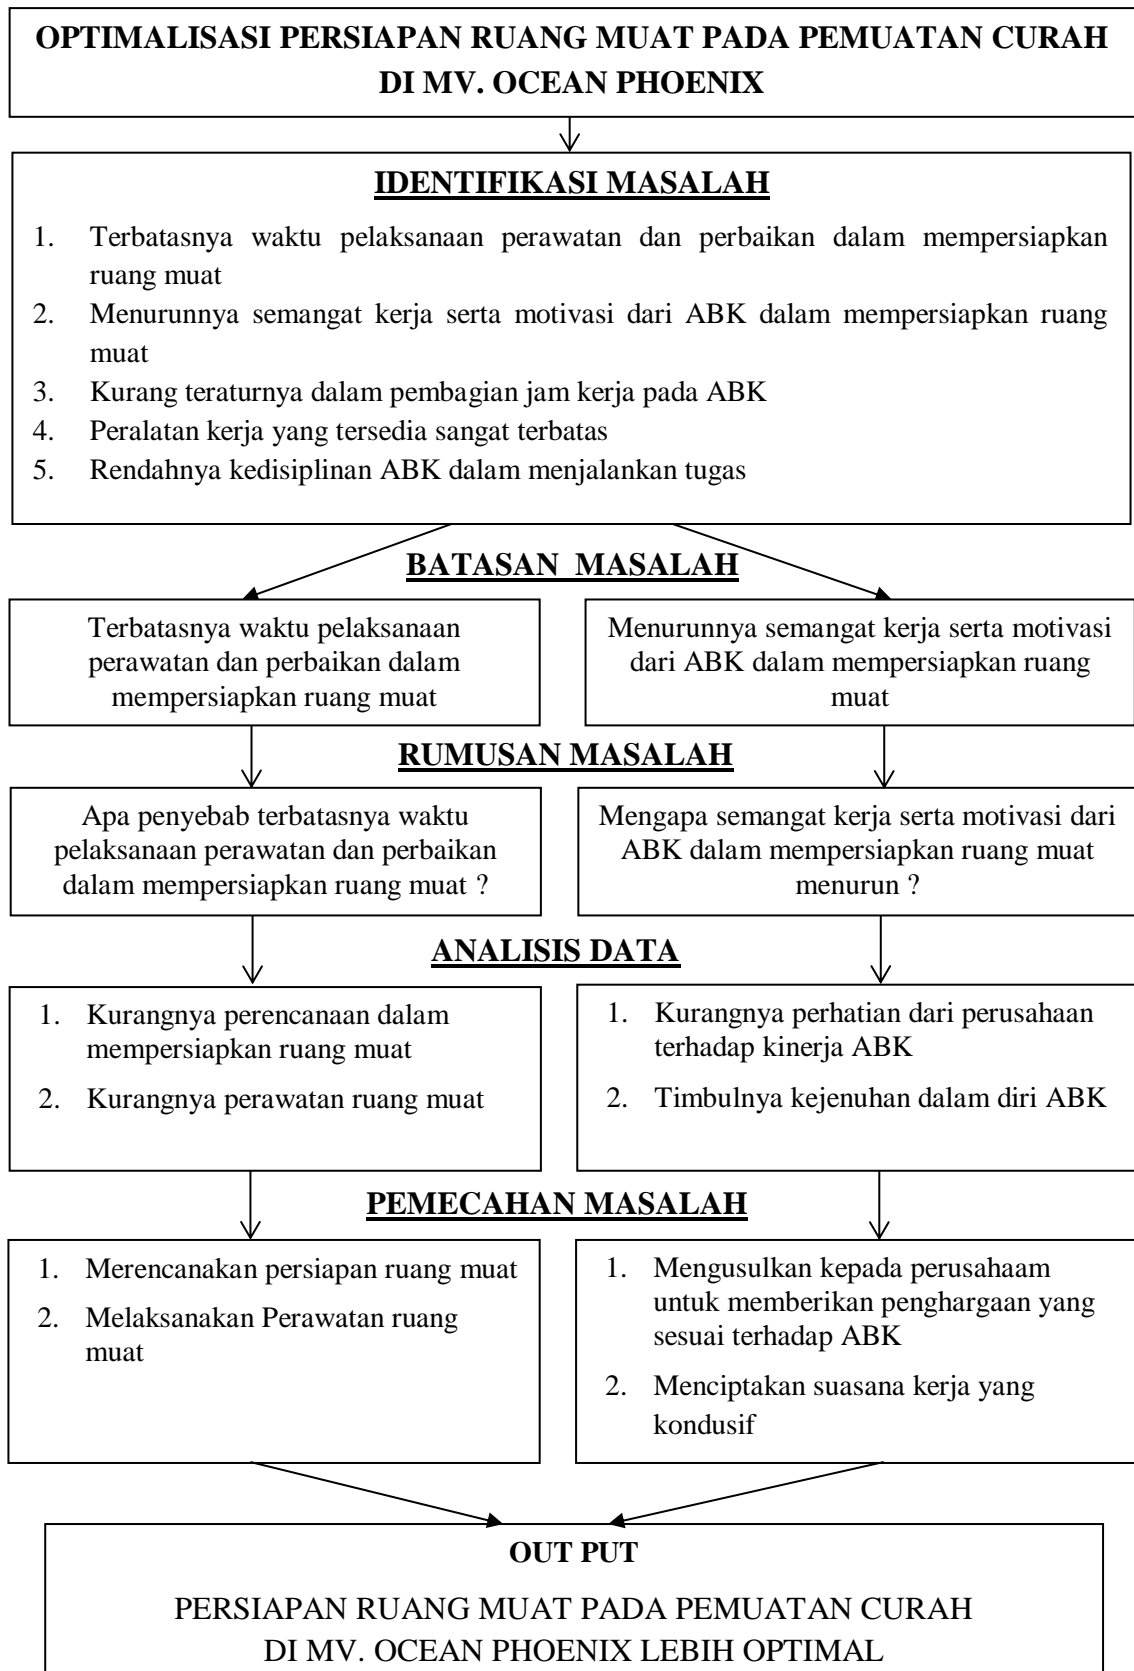 OPTIMALISASI PERSIAPAN RUANG MUAT PADA PEMUATAN CURAH
DI MV. OCEAN PHOENIX
IDENTIFIKASI MASALAH
1. Terbatasnya waktu pelaksanaan perawatan dan perbaikan dalam mempersiapkan
ruang muat
2. Menurunnya semangat kerja serta motivasi dari ABK dalam mempersiapkan ruang
muat
3. Kurang teraturnya dalam pembagian jam kerja pada ABK
4. Peralatan kerja yang tersedia sangat terbatas
5. Rendahnya kedisiplinan ABK dalam menjalankan tugas
BATASAN MASALAH
Terbatasnya waktu pelaksanaan
perawatan dan perbaikan dalam
mempersiapkan ruang muat
Menurunnya semangat kerja serta motivasi
dari ABK dalam mempersiapkan ruang
muat
RUMUSAN MASALAH
Apa penyebab terbatasnya waktu
pelaksanaan perawatan dan perbaikan
dalam mempersiapkan ruang muat ?
Mengapa semangat kerja serta motivasi dari
ABK dalam mempersiapkan ruang muat
menurun ?
ANALISIS DATA
1. Kurangnya perencanaan dalam
mempersiapkan ruang muat
2. Kurangnya perawatan ruang muat
1. Kurangnya perhatian dari perusahaan
terhadap kinerja ABK
2. Timbulnya kejenuhan dalam diri ABK
PEMECAHAN MASALAH
1. Merencanakan persiapan ruang muat
2. Melaksanakan Perawatan ruang
muat
1. Mengusulkan kepada perusahaam
untuk memberikan penghargaan yang
sesuai terhadap ABK
2. Menciptakan suasana kerja yang
kondusif
OUT PUT
PERSIAPAN RUANG MUAT PADA PEMUATAN CURAH
DI MV. OCEAN PHOENIX LEBIH OPTIMAL